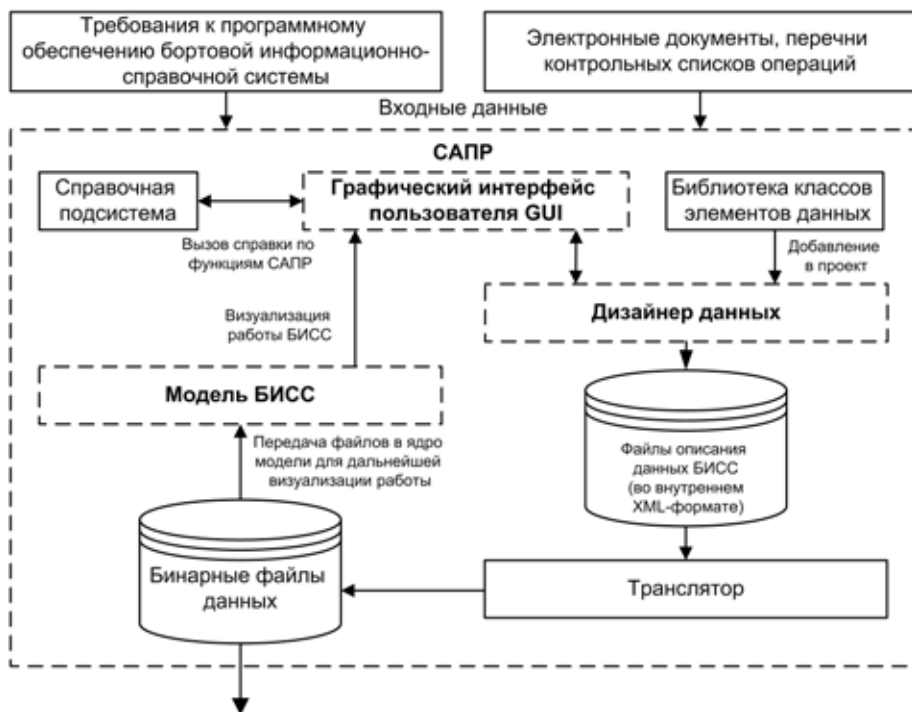 Требования к программному
обеспечению бортовой информационно-
справочной системы
Электронные документы, перечни
контрольных списков операций
Входные данные
САПР
Справочная
подсистема
Графический интерфейс
пользователя GUI
Библиотека классов
элементов данных
Вызов справки по
функциям САПР
Добавление
в проект
Визуализация
работы БИСС
Дизайнер данных
Модель БИСС
Передача файлов в ядро
модели для дальнейшей
визуализации работы
Файлы описания
данных БИСС
(во внутреннем
XML-формате)
Бинарные файлы
данных
Транслятор